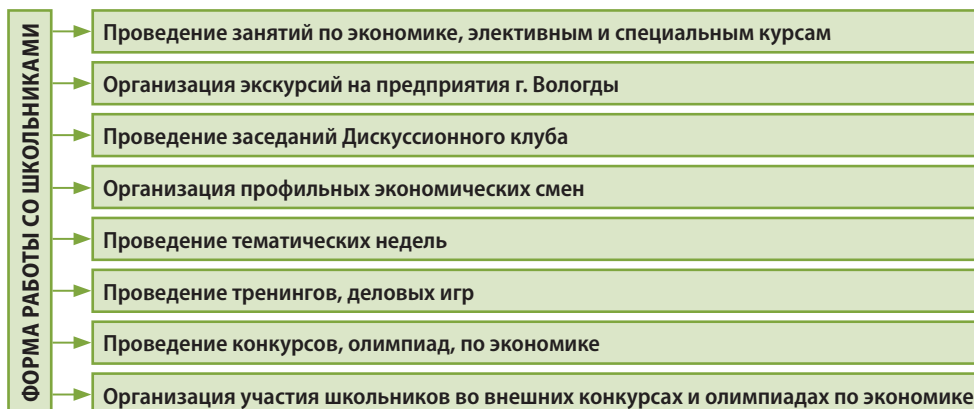 ФОРМА РАБОТЫ СО ШКОЛЬНИКАМИ
Проведение занятий по экономике, элективным и специальным курсам
Организация экскурсий на предприятия г. Вологды
Проведение заседаний Дискуссионного клуба
Организация профильных экономических смен
Проведение тематических недель
Проведение тренингов, деловых игр
Проведение конкурсов, олимпиад, по экономике
Организация участия школьников во внешних конкурсах и олимпиадах по экономике